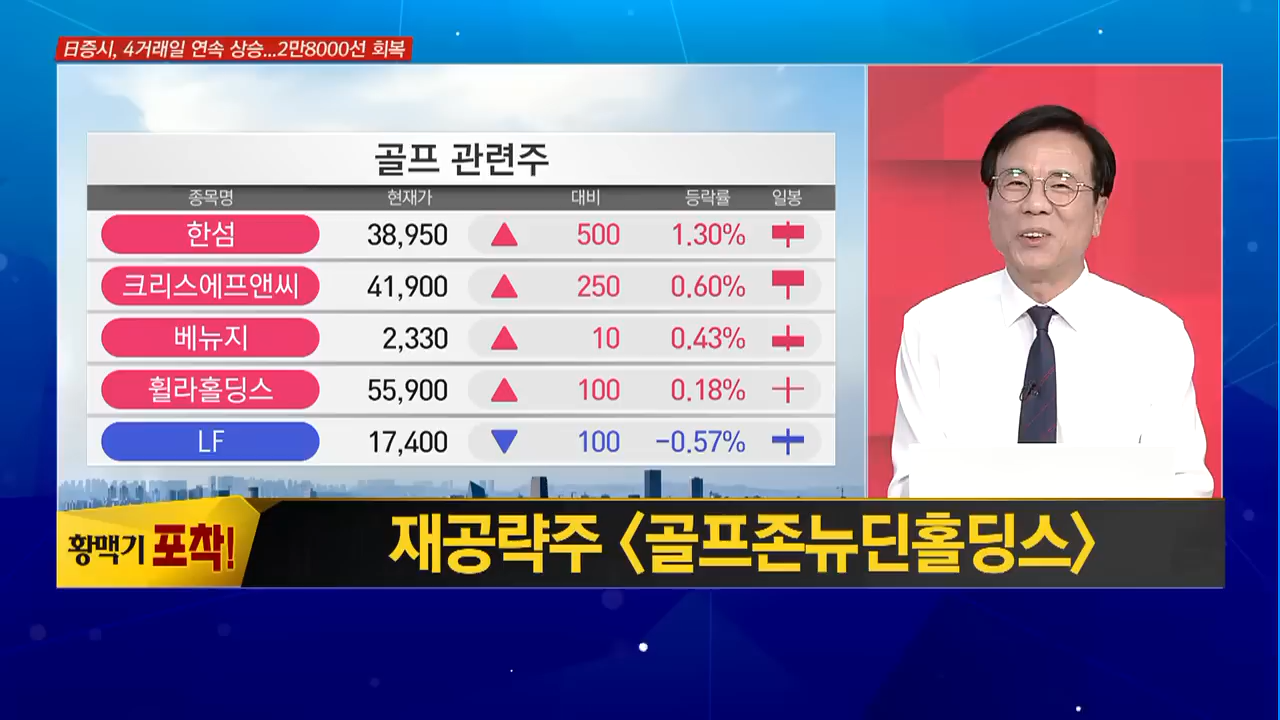 日증시, 4거래일 연속 상승...2만8000선 회복
골프 관련주
종목명 현재가 대비 등락률 일봉
한섬 38,950 ▲ 500 1.30%
크리스에프앤씨 41,900 ▲ 250 0.60%
베뉴지 2,330 ▲ 10 0.43%
휠라홀딩스 55,900 ▲ 100 0.18%
LF 17,400 ▼ 100 -0.57%
황맥기 포착!
재공략주 〈골프존뉴딘홀딩스〉